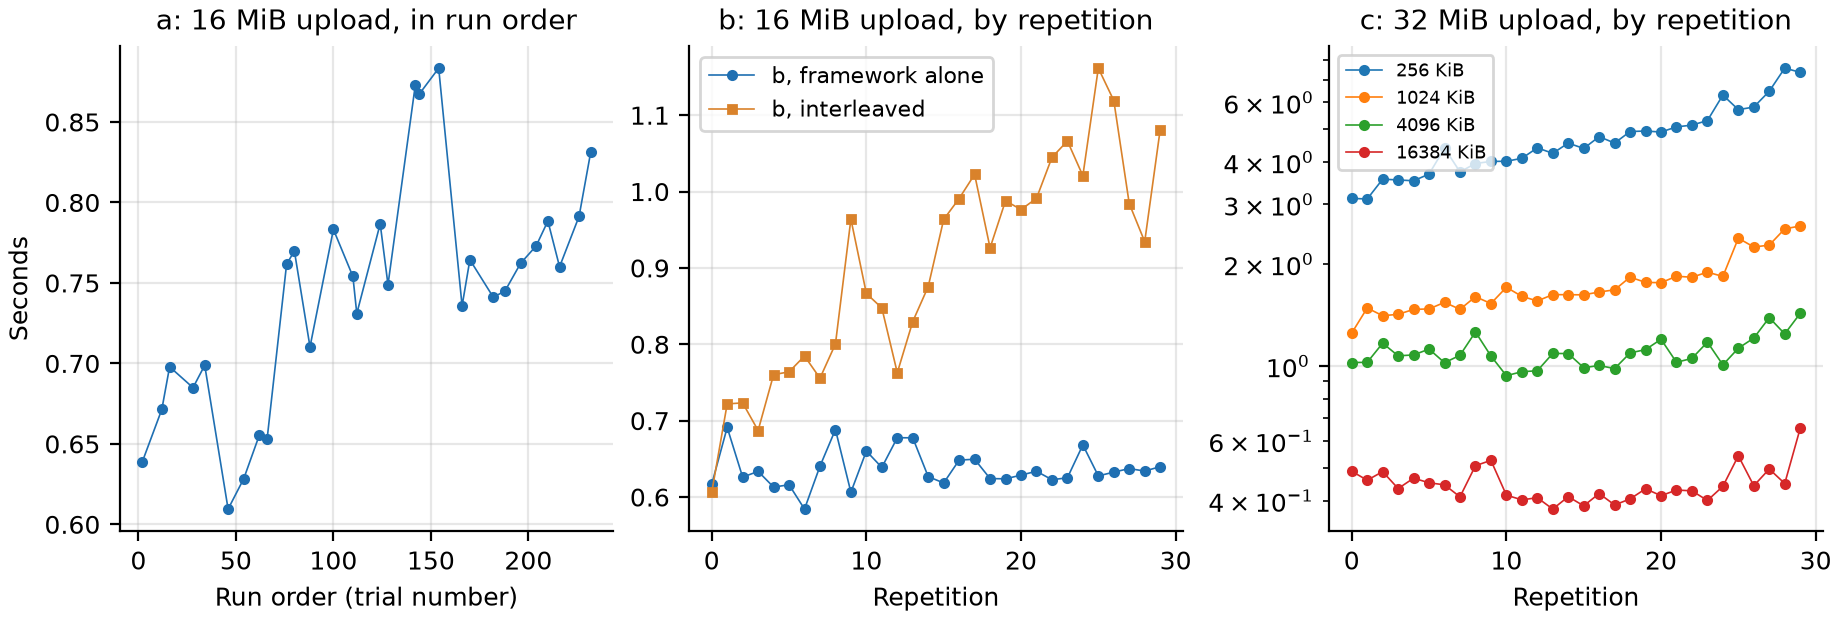 a: 16 MiB upload, in run order
Seconds
0.85
0.80
0.75
0.70
0.65
0.60
0
50
100
150
200
Run order (trial number)
b: 16 MiB upload, by repetition
b, framework alone
b, interleaved
1.1
1.0
0.9
0.8
0.7
0.6
0
10
20
30
Repetition
c: 32 MiB upload, by repetition
256 KiB
1024 KiB
4096 KiB
16384 KiB
6 × 10⁰
4 × 10⁰
3 × 10⁰
2 × 10⁰
10⁰
6 × 10⁻¹
4 × 10⁻¹
0
10
20
30
Repetition